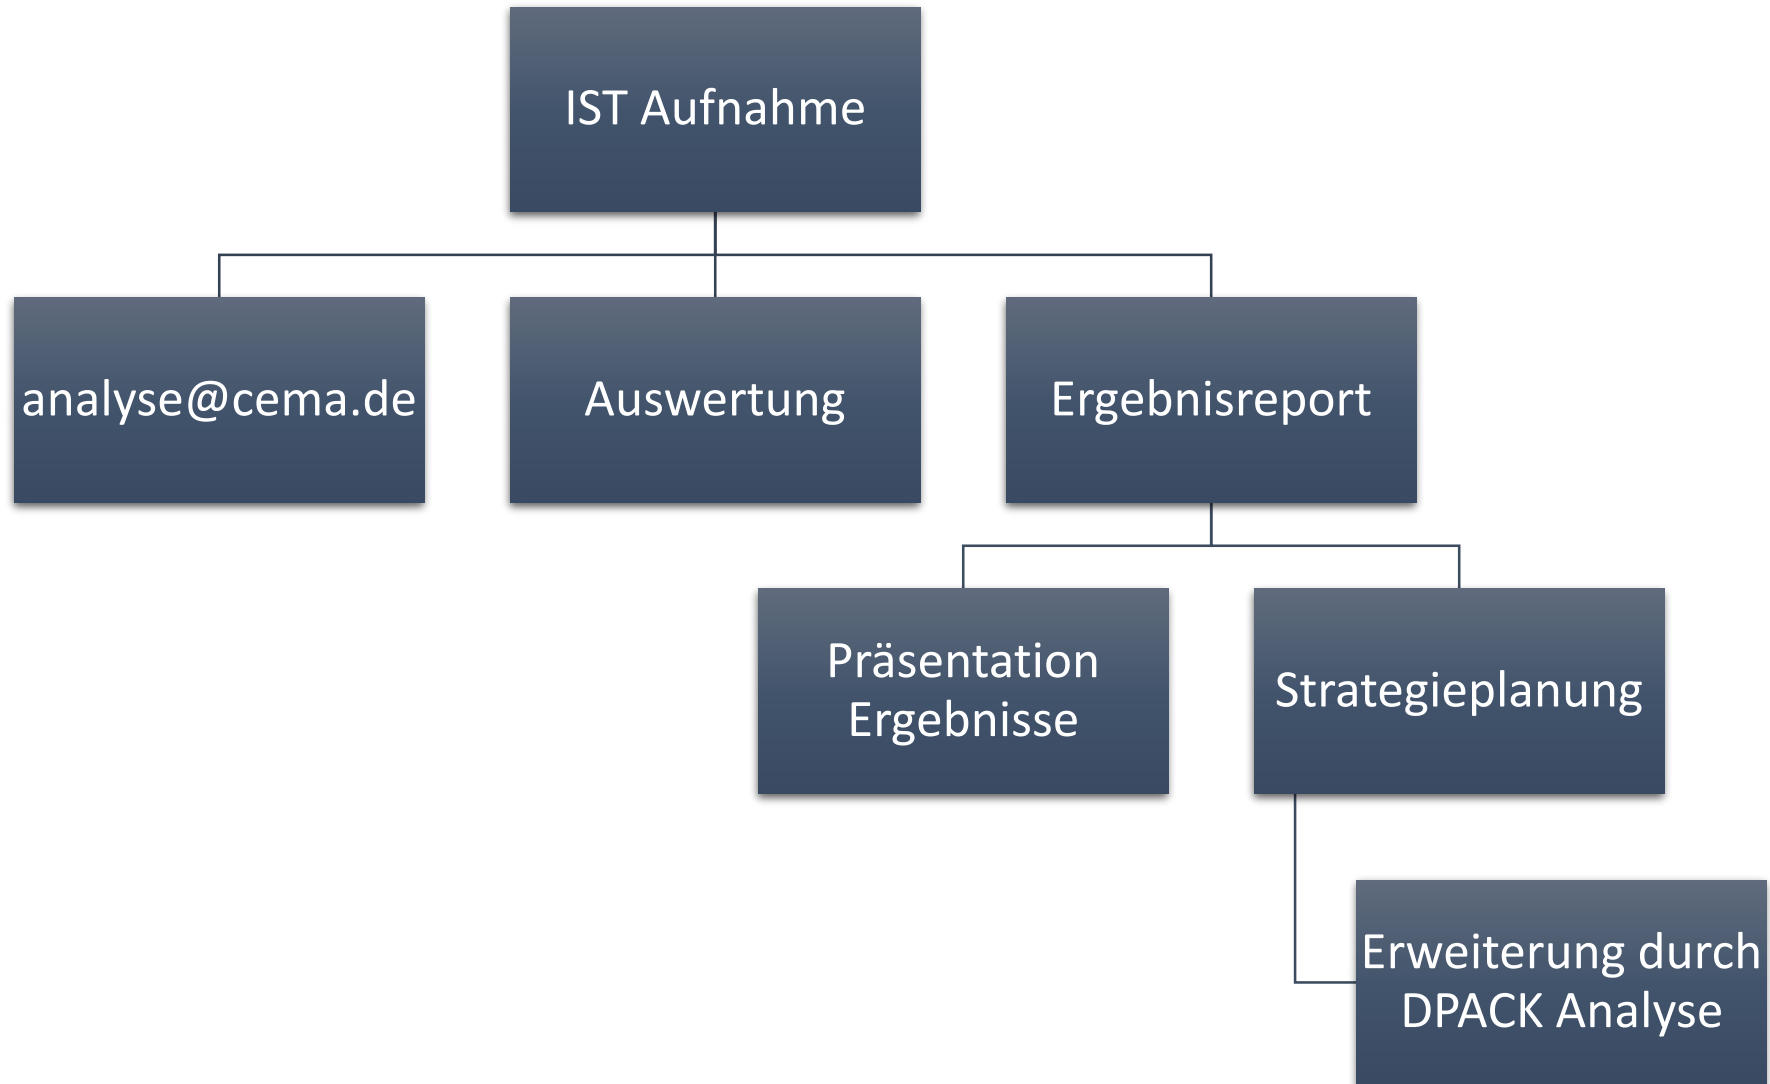 IST Aufnahme
analyse@cema.de
Auswertung
Ergebnisreport
Präsentation
Ergebnisse
Strategieplanung
Erweiterung durch
DPACK Analyse